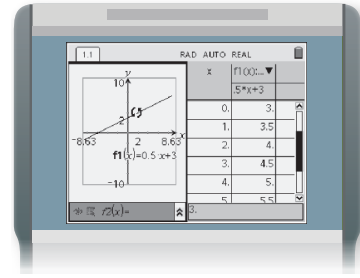 1.1 RAD AUTO REAL
y
10
2
-8.63 2 8.63 x
f1(x)=0.5·x+3
-10
f2(x)=
x f1(x):... ▼
.5*x+3
0. 3.
1. 3.5
2. 4.
3. 4.5
4. 5.
5. 5.5
3.